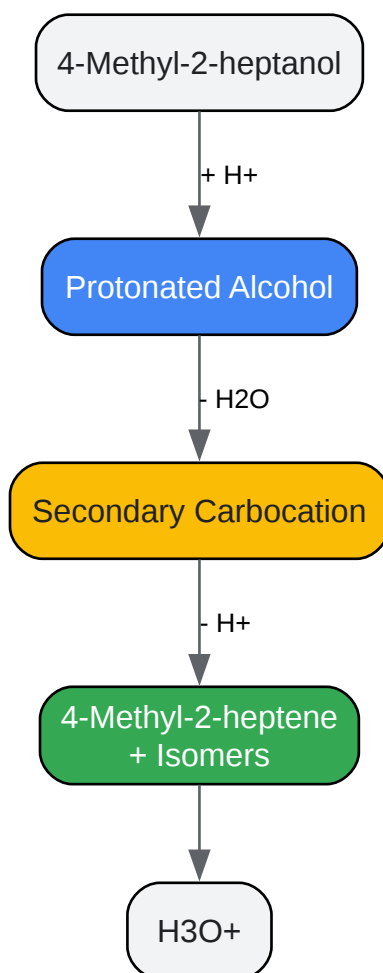 4-Methyl-2-heptanol
+ H+
Protonated Alcohol
- H2O
Secondary Carbocation
- H+
4-Methyl-2-heptene
+ Isomers
H3O+